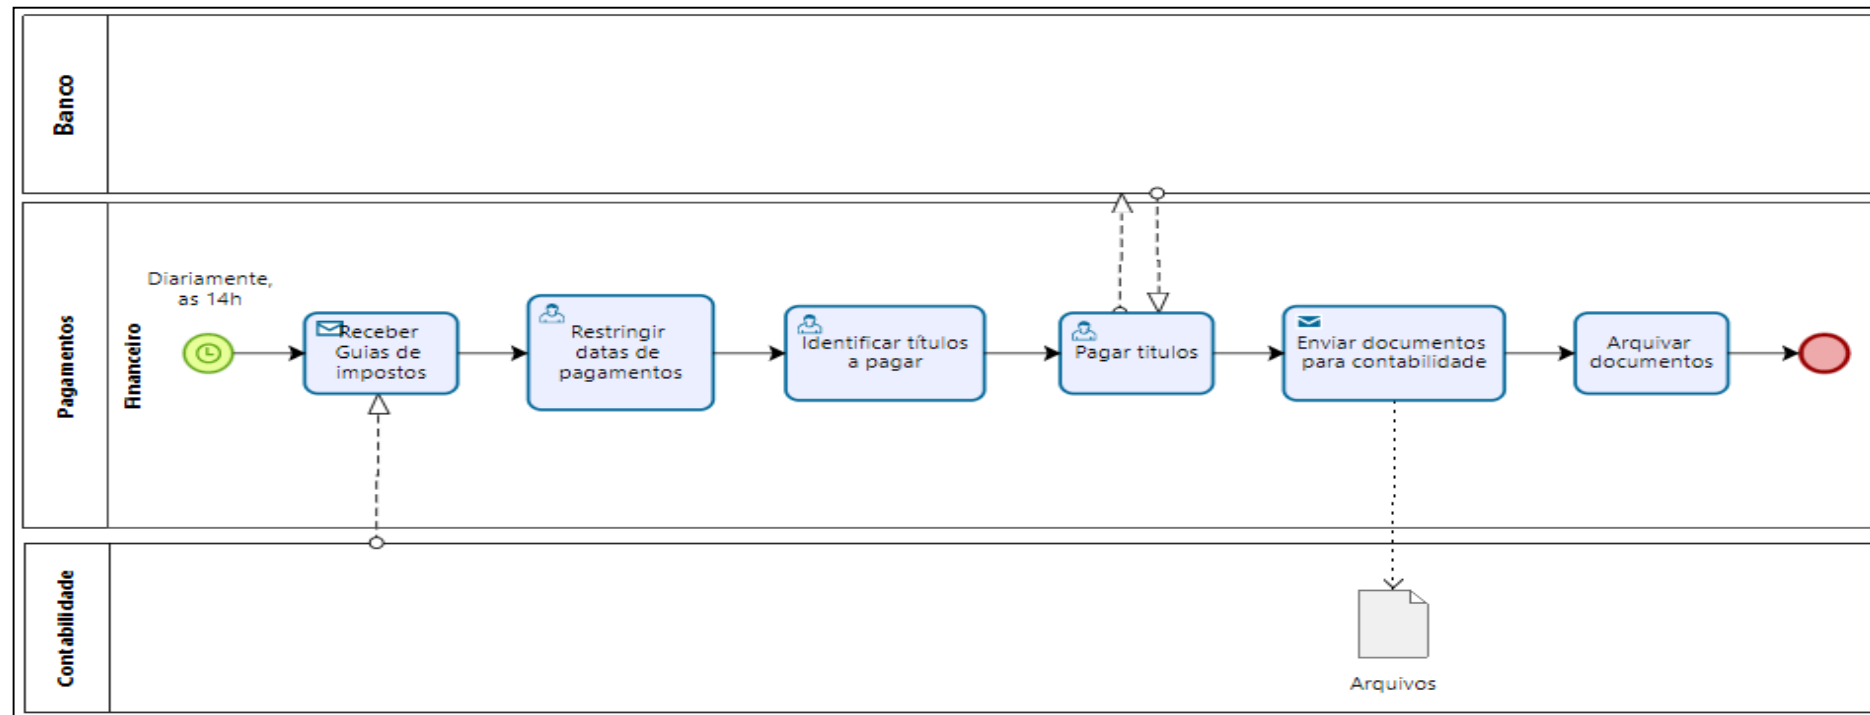 Banco
Pagamentos
Financeiro
Diariamente,
as 14h
Receber
Guias de
impostos
Restringir
datas de
pagamentos
Identificar títulos
a pagar
Pagar titulos
Enviar documentos
para contabilidade
Arquivar
documentos
Contabilidade
Arquivos